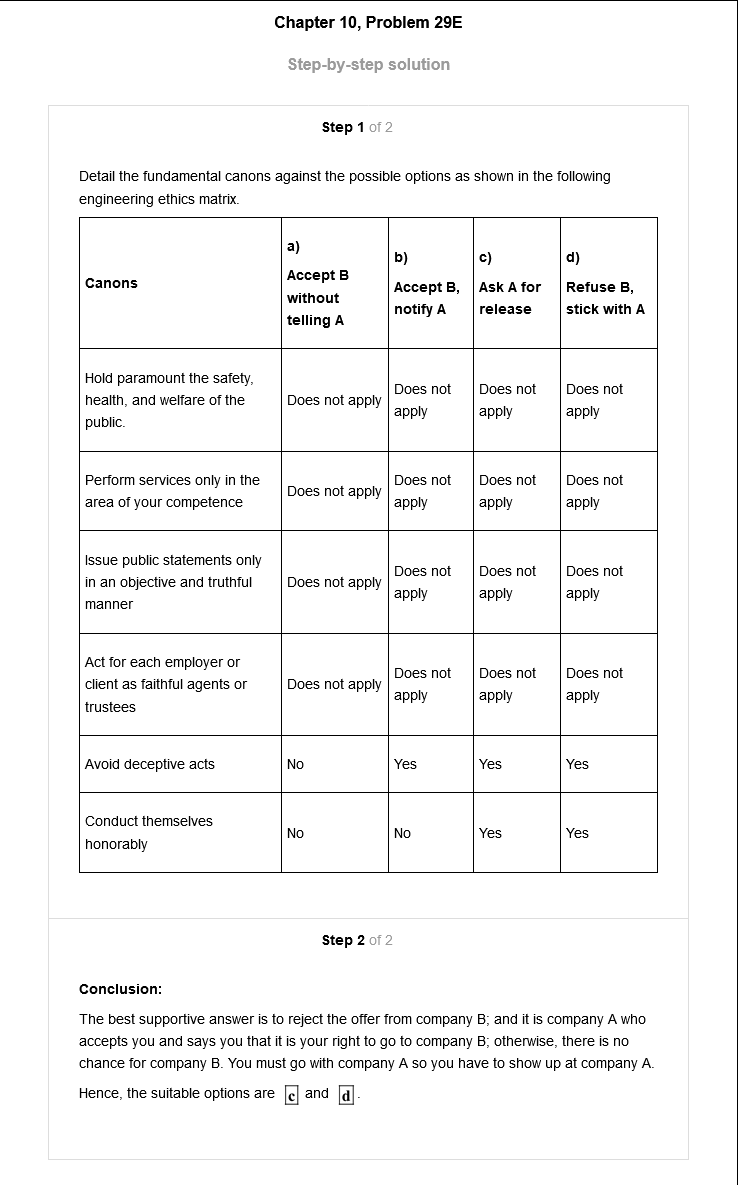 Chapter 10, Problem 29E
Step-by-step solution
Step 1 of 2
Detail the fundamental canons against the possible options as shown in the following
engineering ethics matrix.
Canons
a)
Accept B
without
telling A
b)
Accept B,
notify A
c)
Ask A for
release
d)
Refuse B,
stick with A
Hold paramount the safety,
health, and welfare of the
public.
Does not apply
Does not
apply
Does not
apply
Does not
apply
Perform services only in the
area of your competence
Does not apply
Does not
apply
Does not
apply
Does not
apply
Issue public statements only
in an objective and truthful
manner
Does not apply
Does not
apply
Does not
apply
Does not
apply
Act for each employer or
client as faithful agents or
trustees
Does not apply
Does not
apply
Does not
apply
Does not
apply
Avoid deceptive acts
No
Yes
Yes
Yes
Conduct themselves
honorably
No
No
Yes
Yes
Step 2 of 2
Conclusion:
The best supportive answer is to reject the offer from company B; and it is company A who
accepts you and says you that it is your right to go to company B; otherwise, there is no
chance for company B. You must go with company A so you have to show up at company A.
Hence, the suitable options are c and d.